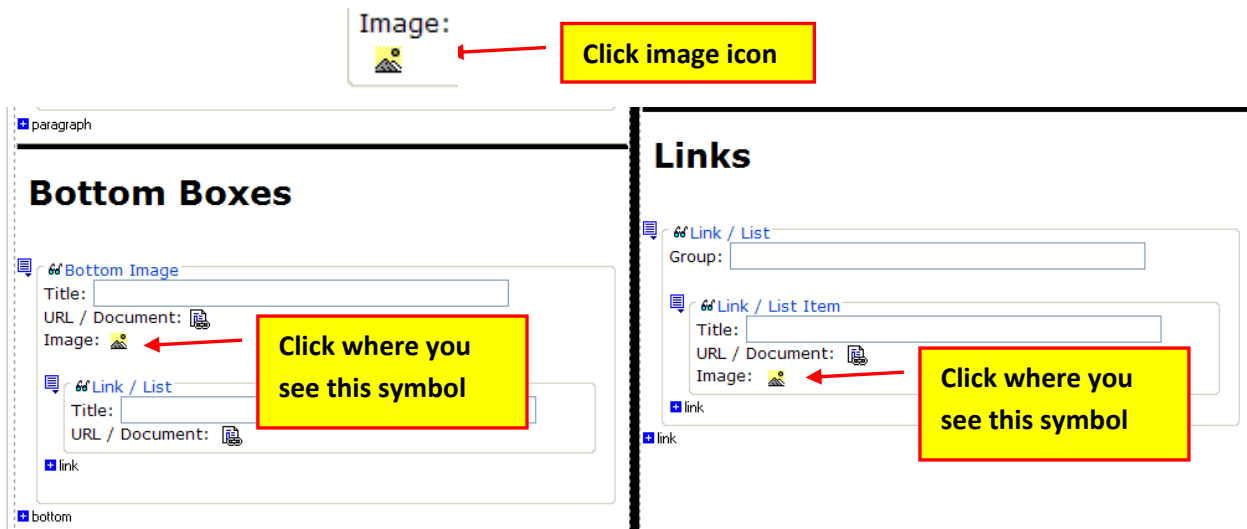 Image:
Click image icon
paragraph
Bottom Boxes
Bottom Image
Title:
URL / Document:
Image:
Click where you
see this symbol
Link / List
Title:
URL / Document:
link
bottom
Links
Link / List
Group:
Link / List Item
Title:
URL / Document:
Image:
Click where you
see this symbol
link
link